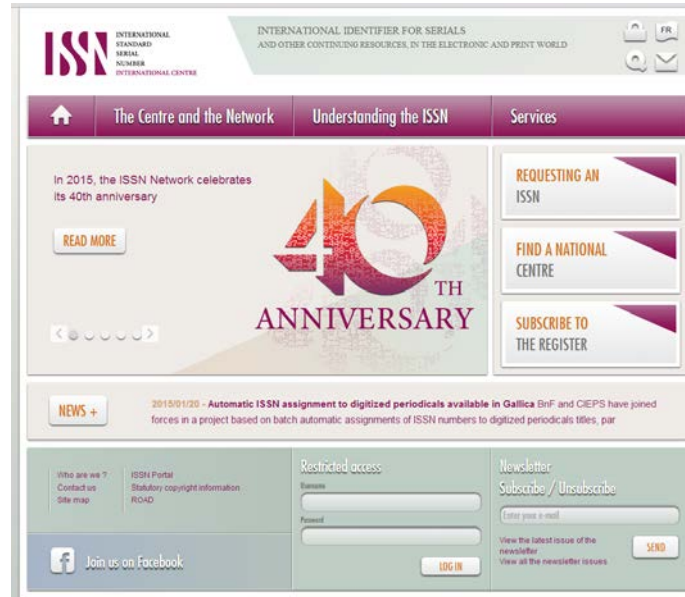 ISSN
INTERNATIONAL
STANDARD
SERIAL
NUMBER
INTERNATIONAL CENTRE
INTERNATIONAL IDENTIFIER FOR SERIALS
AND OTHER CONTINUING RESOURCES, IN THE ELECTRONIC AND PRINT WORLD
FR
The Centre and the Network
Understanding the ISSN
Services
In 2015, the ISSN Network celebrates
its 40th anniversary
READ MORE
40
TH
ANNIVERSARY
REQUESTING AN
ISSN
FIND A NATIONAL
CENTRE
SUBSCRIBE TO
THE REGISTER
NEWS +
2015/01/20 - Automatic ISSN assignment to digitized periodicals available in Gallica BnF and CIEPS have joined
forces in a project based on batch automatic assignments of ISSN numbers to digitized periodicals titles, par
Who are we ?
Contact us
Site map
ISSN Portal
Statutory copyright information
ROAD
Join us on Facebook
Restricted access
Username
Password
LOG IN
Newsletter
Subscribe / Unsubscribe
Enter your e-mail
View the latest issue of the
newsletter
View all the newsletter issues
SEND